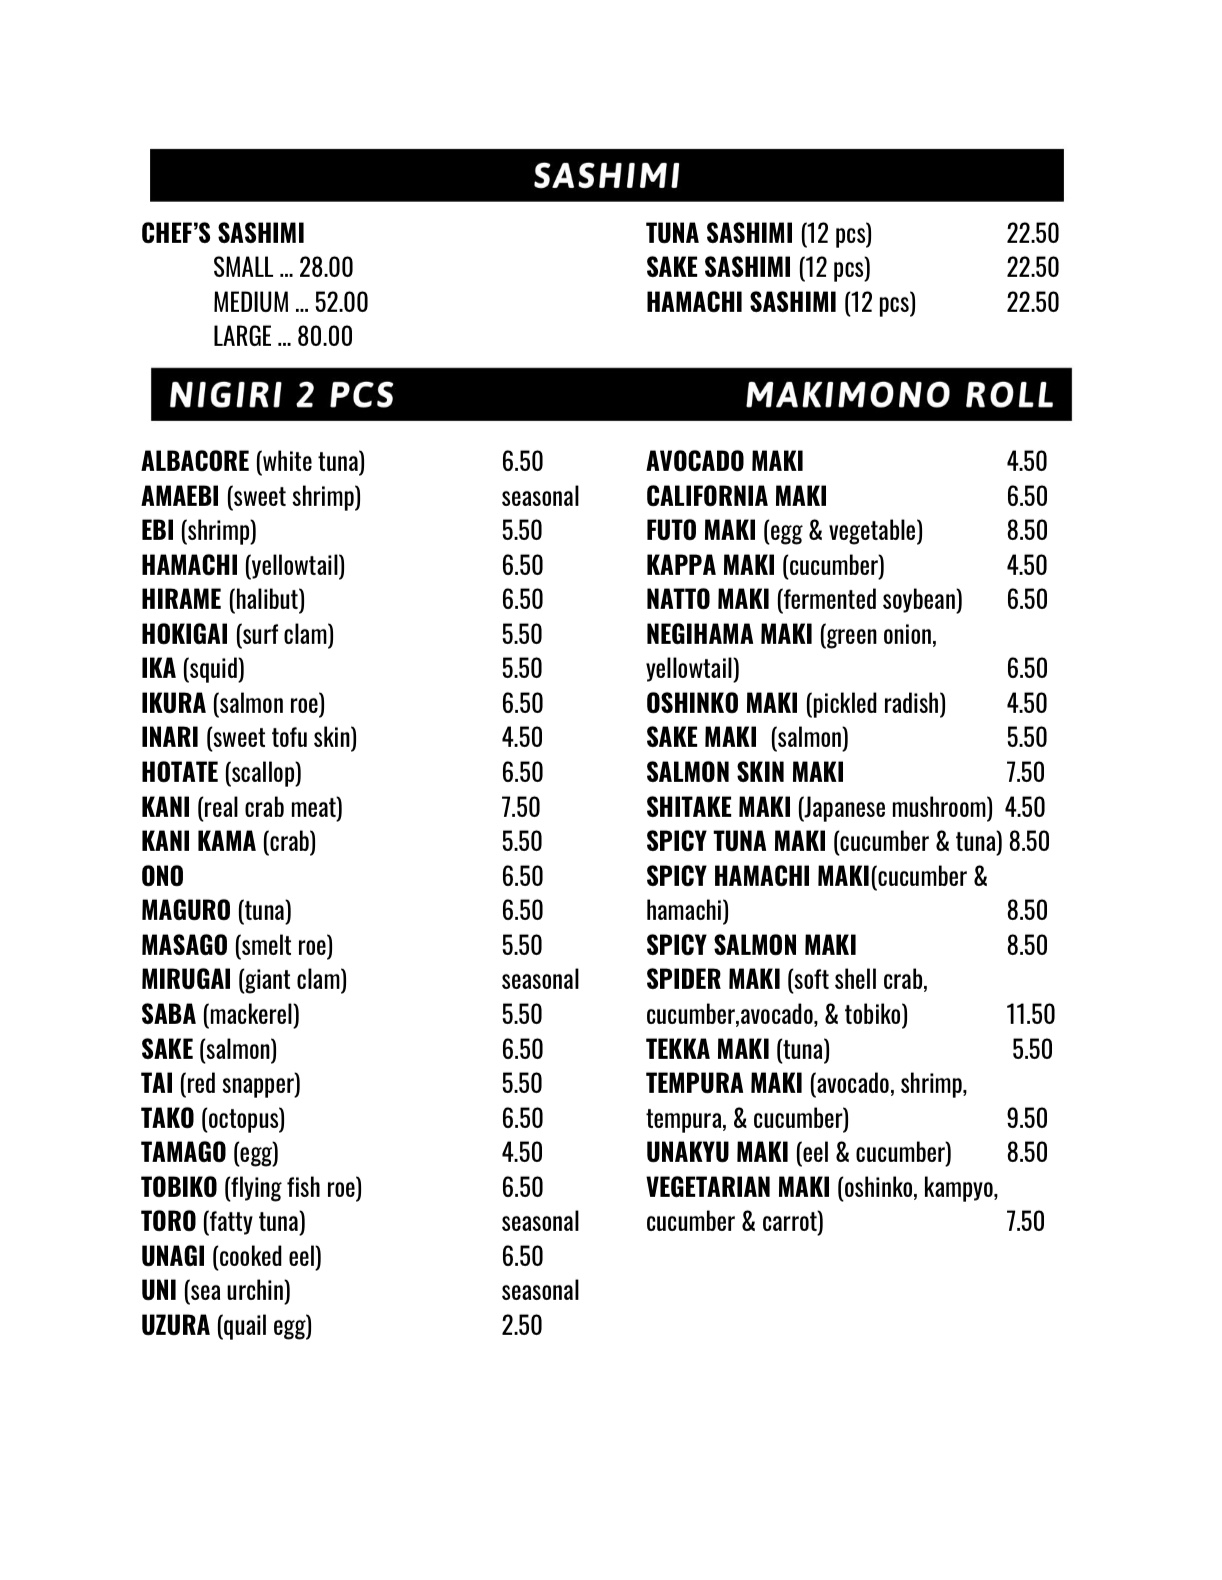 SASHIMI
CHEF’S SASHIMI
SMALL ... 28.00
MEDIUM ... 52.00
LARGE ... 80.00
TUNA SASHIMI (12 pcs) 22.50
SAKE SASHIMI (12 pcs) 22.50
HAMACHI SASHIMI (12 pcs) 22.50
NIGIRI 2 PCS
ALBACORE (white tuna) 6.50
AMAEBI (sweet shrimp) seasonal
EBI (shrimp) 5.50
HAMACHI (yellowtail) 6.50
HIRAME (halibut) 6.50
HOKIGAI (surf clam) 5.50
IKA (squid) 5.50
IKURA (salmon roe) 6.50
INARI (sweet tofu skin) 4.50
HOTATE (scallop) 6.50
KANI (real crab meat) 7.50
KANI KAMA (crab) 5.50
ONO 6.50
MAGURO (tuna) 6.50
MASAGO (smelt roe) 5.50
MIRUGAI (giant clam) seasonal
SABA (mackerel) 5.50
SAKE (salmon) 6.50
TAI (red snapper) 5.50
TAKO (octopus) 6.50
TAMAGO (egg) 4.50
TOBIKO (flying fish roe) 6.50
TORO (fatty tuna) seasonal
UNAGI (cooked eel) 6.50
UNI (sea urchin) seasonal
UZURA (quail egg) 2.50
MAKIMONO ROLL
AVOCADO MAKI 4.50
CALIFORNIA MAKI 6.50
FUTO MAKI (egg & vegetable) 8.50
KAPPA MAKI (cucumber) 4.50
NATTO MAKI (fermented soybean) 6.50
NEGIHAMA MAKI (green onion,
yellowtail) 6.50
OSHINKO MAKI (pickled radish) 4.50
SAKE MAKI (salmon) 5.50
SALMON SKIN MAKI 7.50
SHITAKE MAKI (Japanese mushroom) 4.50
SPICY TUNA MAKI (cucumber & tuna) 8.50
SPICY HAMACHI MAKI(cucumber &
hamachi) 8.50
SPICY SALMON MAKI 8.50
SPIDER MAKI (soft shell crab,
cucumber,avocado, & tobiko) 11.50
TEKKA MAKI (tuna) 5.50
TEMPURA MAKI (avocado, shrimp,
tempura, & cucumber) 9.50
UNAKYU MAKI (eel & cucumber) 8.50
VEGETARIAN MAKI (oshinko, kampyo,
cucumber & carrot) 7.50